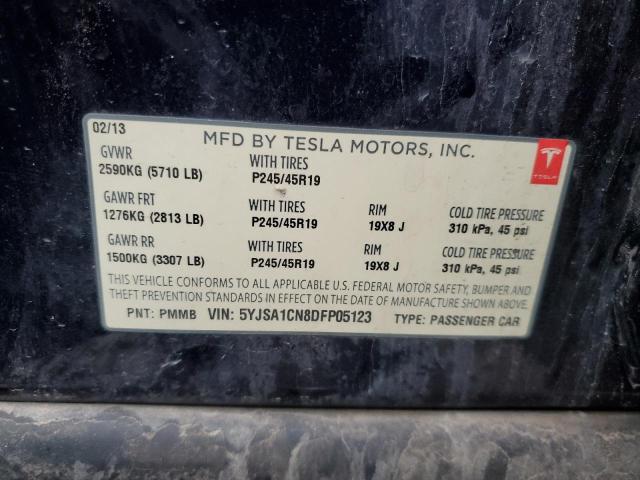 02/13 MFD BY TESLA MOTORS, INC.
GVWR WITH TIRES
2590KG (5710 LB) P245/45R19
TESLA
GAWR FRT WITH TIRES RIM COLD TIRE PRESSURE
1276KG (2813 LB) P245/45R19 19X8 J 310 kPa, 45 psi
GAWR RR WITH TIRES RIM COLD TIRE PRESSURE
1500KG (3307 LB) P245/45R19 19X8 J 310 kPa, 45 psi
THIS VEHICLE CONFORMS TO ALL APPLICABLE U.S. FEDERAL MOTOR SAFETY, BUMPER AND
THEFT PREVENTION STANDARDS IN EFFECT ON THE DATE OF MANUFACTURE SHOWN ABOVE.
PNT: PMMB VIN: 5YJSA1CN8DFP05123 TYPE: PASSENGER CAR